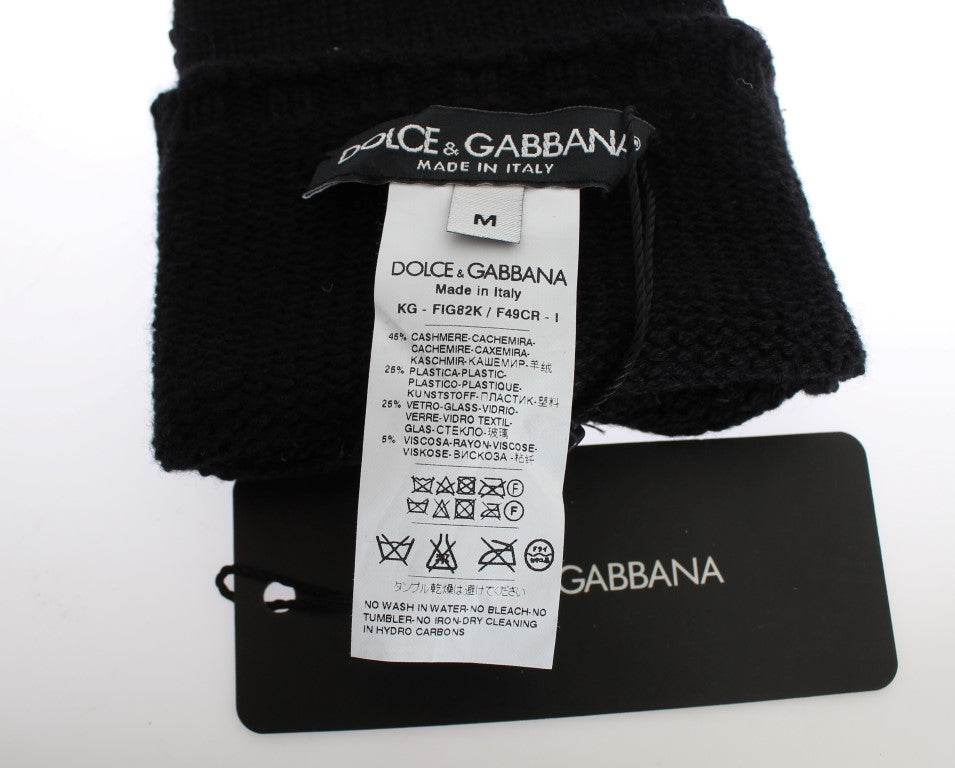 DOLCE & GABBANA®
MADE IN ITALY
M
DOLCE & GABBANA
Made in Italy
KG - FIG82K / F49CR - I
45% CASHMERE-CACHEMIRA-
CACHEMIRE-CAXEMIRA-
KASCHMIR-КАШЕМИР-羊绒
25% PLASTICA-PLASTIC-
PLASTICO-PLASTIQUE-
KUNSTSTOFF-ПЛАСТИК-塑料
25% VETRO-GLASS-VIDRIO-
VERRE-VIDRO TEXTIL-
GLAS-СТЕКЛО-玻璃
5% VISCOSA-RAYON-VISCOSE-
VISKOSE-ВИСКОЗА-粘纤
F
F
ドライ
タンブル乾燥は避けてください
NO WASH IN WATER-NO BLEACH-NO
TUMBLER-NO IRON-DRY CLEANING
IN HYDRO CARBONS
GABBANA